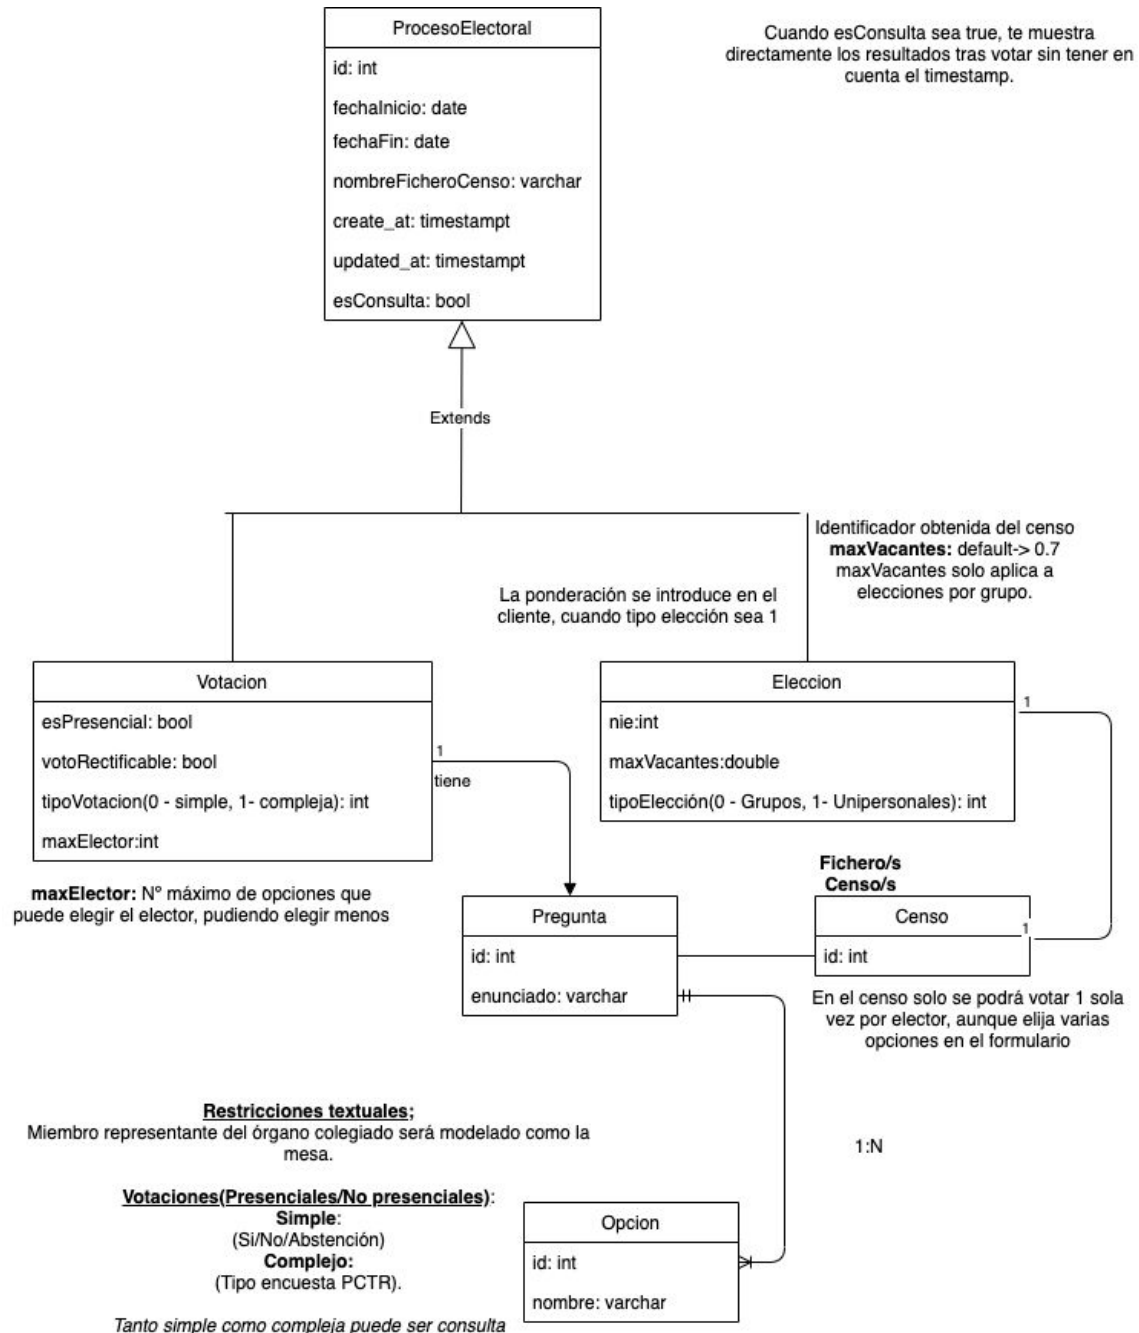 ProcesoElectoral
id: int
fechaInicio: date
fechaFin: date
nombreFicheroCenso: varchar
create_at: timestampt
updated_at: timestampt
esConsulta: bool
Cuando esConsulta sea true, te muestra
directamente los resultados tras votar sin tener en
cuenta el timestamp.
Extends
Identificador obtenida del censo
maxVacantes: default-> 0.7
maxVacantes solo aplica a
elecciones por grupo.
La ponderación se introduce en el
cliente, cuando tipo elección sea 1
Votacion
esPresencial: bool
votoRectificable: bool
tipoVotacion(0 - simple, 1- compleja): int
maxElector:int
1
tiene
Eleccion
nie:int
maxVacantes:double
tipoElección(0 - Grupos, 1- Unipersonales): int
1
maxElector: Nº máximo de opciones que
puede elegir el elector, pudiendo elegir menos
Fichero/s
Censo/s
Pregunta
id: int
enunciado: varchar
Censo
1
id: int
En el censo solo se podrá votar 1 sola
vez por elector, aunque elija varias
opciones en el formulario
Restricciones textuales;
Miembro representante del órgano colegiado será modelado como la
mesa.
1:N
Votaciones(Presenciales/No presenciales):
Simple:
(Si/No/Abstención)
Complejo:
(Tipo encuesta PCTR).
Tanto simple como compleja puede ser consulta
Opcion
id: int
nombre: varchar